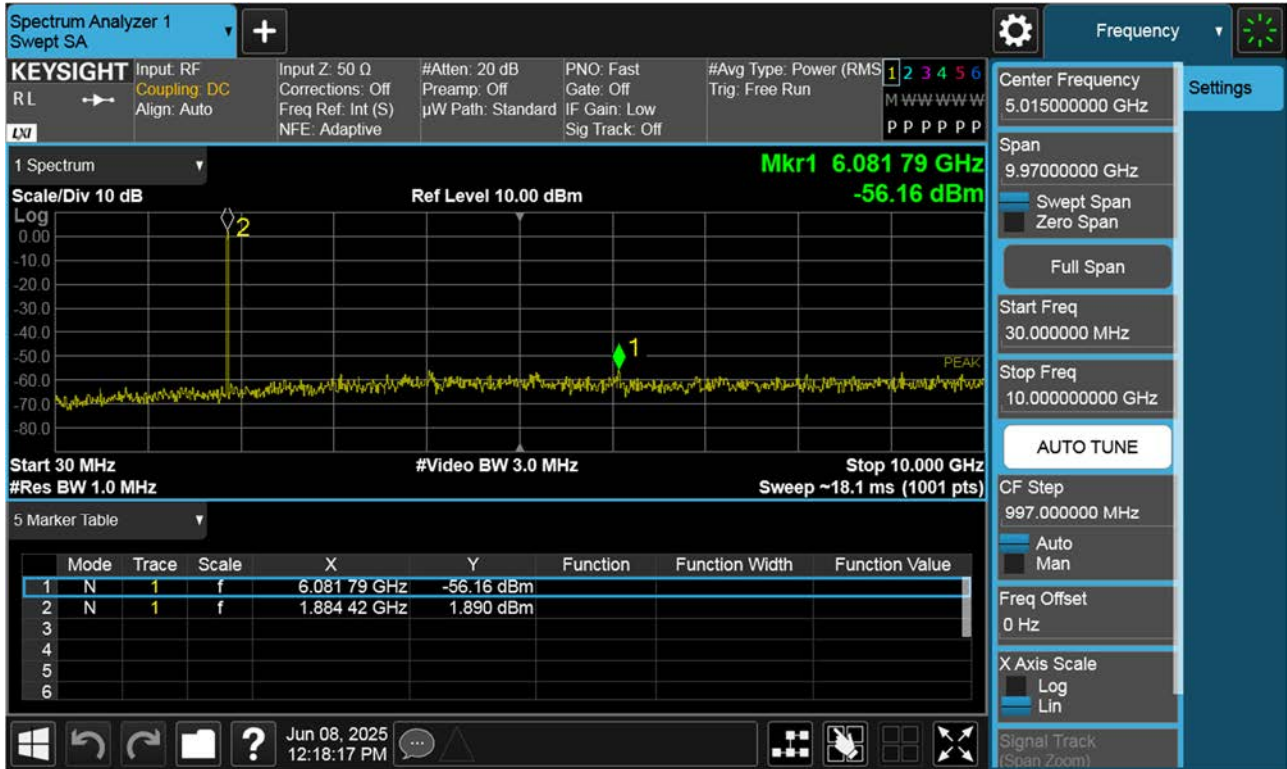 Spectrum Analyzer 1
Swept SA
Frequency
KEYSIGHT
RL
LXI
Input: RF
Coupling: DC
Align: Auto
Input Z: 50 Ω
Corrections: Off
Freq Ref: Int (S)
NFE: Adaptive
#Atten: 20 dB
Preamp: Off
µW Path: Standard
PNO: Fast
Gate: Off
IF Gain: Low
Sig Track: Off
#Avg Type: Power (RMS
Trig: Free Run
1 2 3 4 5 6
M W W W W W
P P P P P P
1 Spectrum
Scale/Div 10 dB
Ref Level 10.00 dBm
Mkr1 6.081 79 GHz
-56.16 dBm
Log
0.00
-10.0
-20.0
-30.0
-40.0
-50.0
-60.0
-70.0
-80.0
2
1
PEAK
Start 30 MHz
#Video BW 3.0 MHz
Stop 10.000 GHz
#Res BW 1.0 MHz
Sweep ~18.1 ms (1001 pts)
5 Marker Table
Mode Trace Scale X Y Function Function Width Function Value
1 N 1 f 6.081 79 GHz -56.16 dBm
2 N 1 f 1.884 42 GHz 1.890 dBm
3
4
5
6
Jun 08, 2025
12:18:17 PM
Center Frequency
5.015000000 GHz
Settings
Span
9.97000000 GHz
Swept Span
Zero Span
Full Span
Start Freq
30.000000 MHz
Stop Freq
10.000000000 GHz
AUTO TUNE
CF Step
997.000000 MHz
Auto
Man
Freq Offset
0 Hz
X Axis Scale
Log
Lin
Signal Track
(Span Zoom)